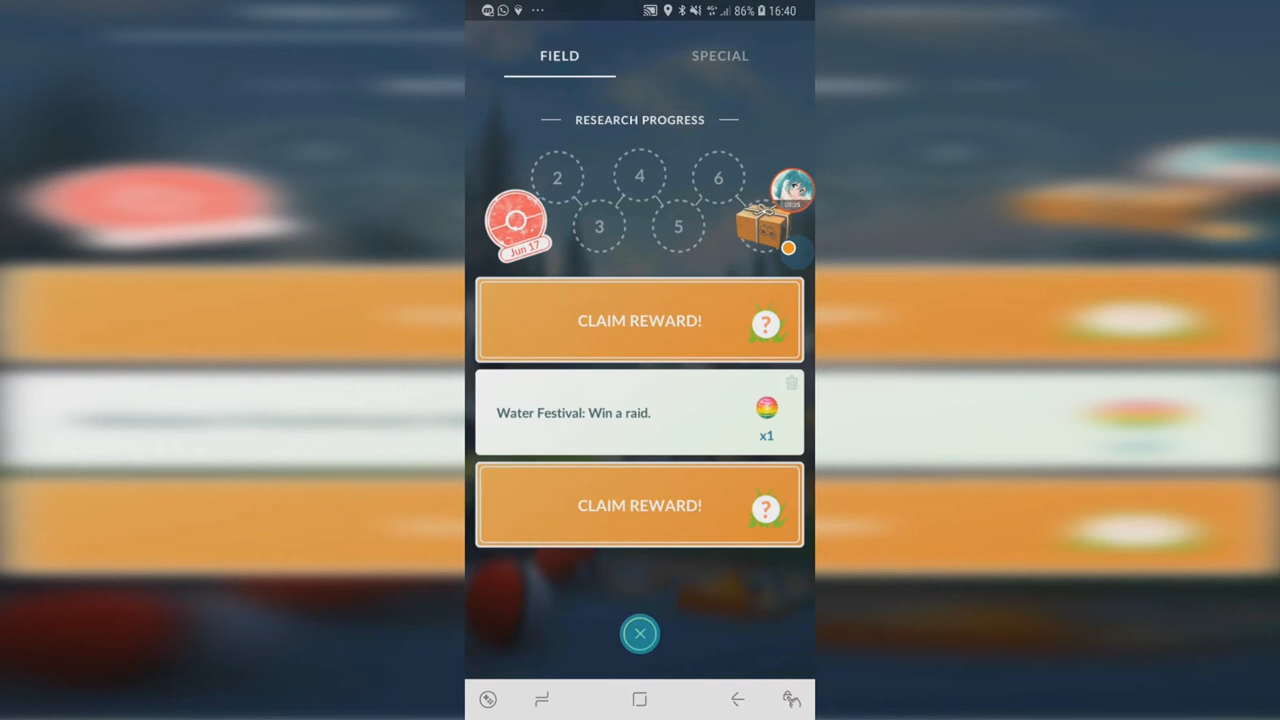 86% 16:40
FIELD SPECIAL
RESEARCH PROGRESS
2 4 6
3 5
Jun 17
CLAIM REWARD!
?
Water Festival: Win a raid.
x1
CLAIM REWARD!
?